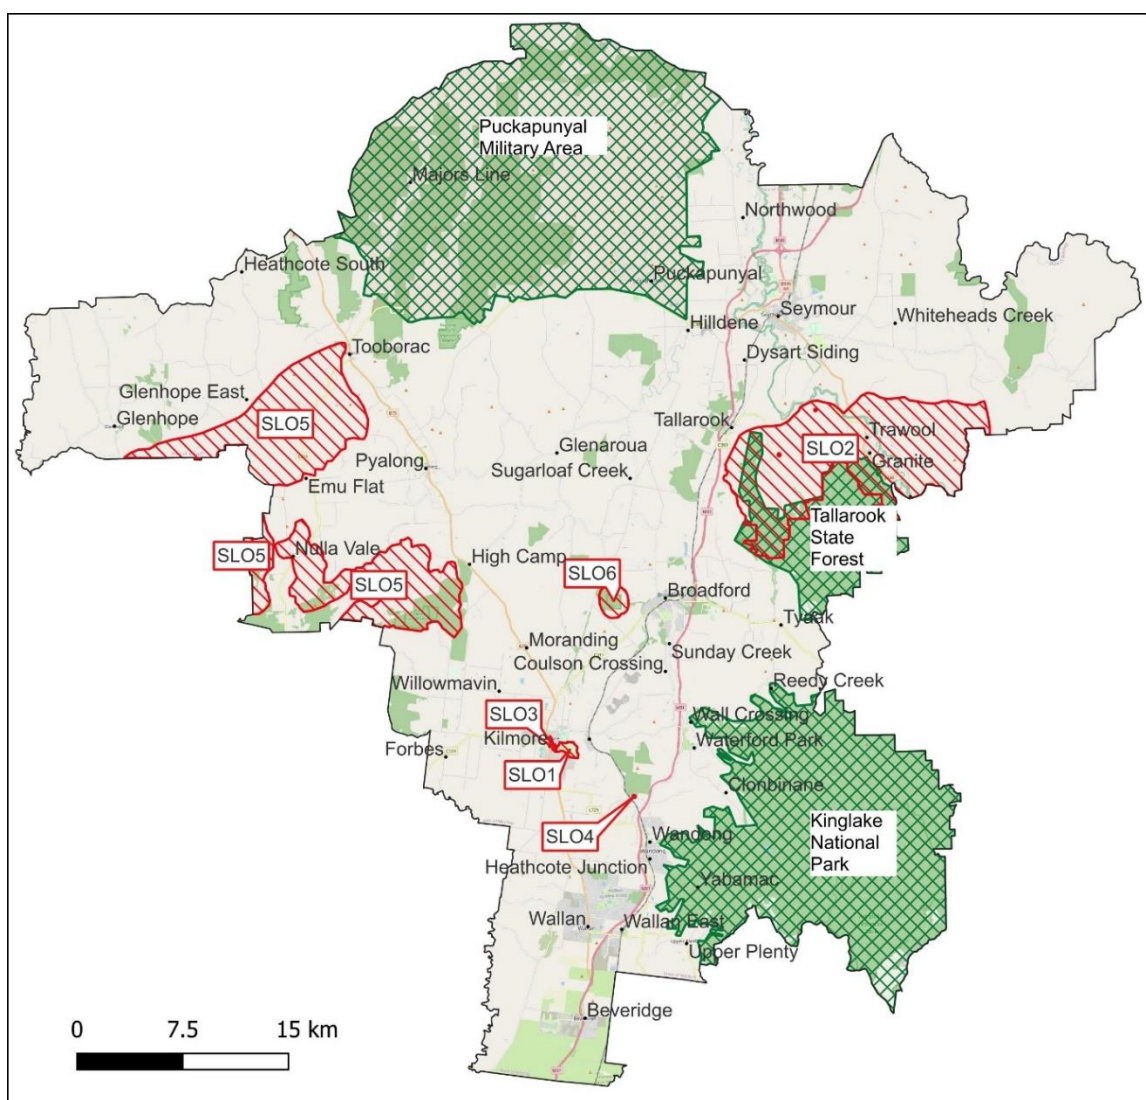 Puckapunyal
Military Area
Majors Line
Northwood
Heathcote South
Puckapunyal
Seymour
Whiteheads Creek
Hilldene
Tooborac
Dysart Siding
Glenhope East
Glenhope
SLO5
Tallarook
Trawool
SLO2
Granite
Glenaroua
Pyalong
Sugarloaf Creek
Emu Flat
Tallarook
State
Forest
SLO5
Nulla Vale
High Camp
SLO5
SLO6
Broadford
Tyaak
Moranding
Sunday Creek
Coulson Crossing
Willowmavin
Reedy Creek
SLO3
Wall Crossing
Kilmore
Waterford Park
Forbes
SLO1
Clonbinane
Kinglake
National
Park
SLO4
Wandong
Heathcote Junction
Yabamac
Wallan
Wallan East
Upper Plenty
Beveridge
0 7.5 15 km